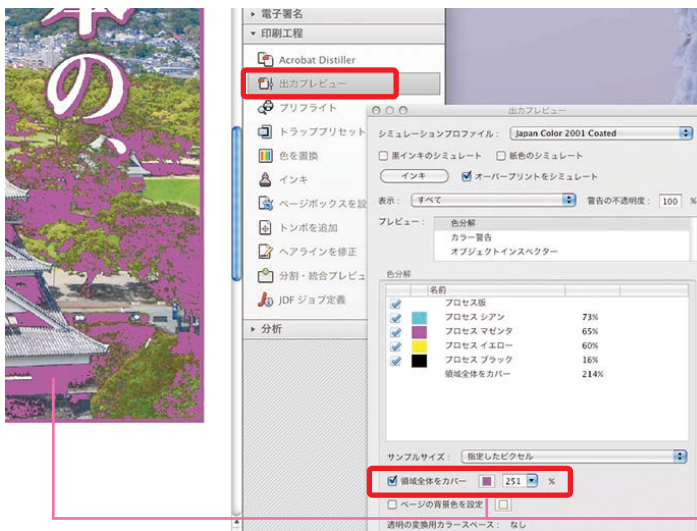 本の、
電子署名
印刷工程
Acrobat Distiller
出力プレビュー
プリフライト
トラッププリセット
色を置換
インキ
ページボックスを設
トンボを追加
ヘアラインを修正
分割・統合プレビュ
JDF ジョブ定義
分析
出力プレビュー
シミュレーションプロファイル： Japan Color 2001 Coated
黒インキのシミュレート 紙色のシミュレート
インキ オーバープリントをシミュレート
表示： すべて 警告の不透明度： 100 %
プレビュー： 色分解
カラー警告
オブジェクトインスペクター
色分解
名前
プロセス版
プロセス シアン 73%
プロセス マゼンタ 65%
プロセス イエロー 60%
プロセス ブラック 16%
領域全体をカバー 214%
サンプルサイズ： 指定したピクセル
領域全体をカバー 251 %
ページの背景色を設定
透明の変換用カラースペース： なし